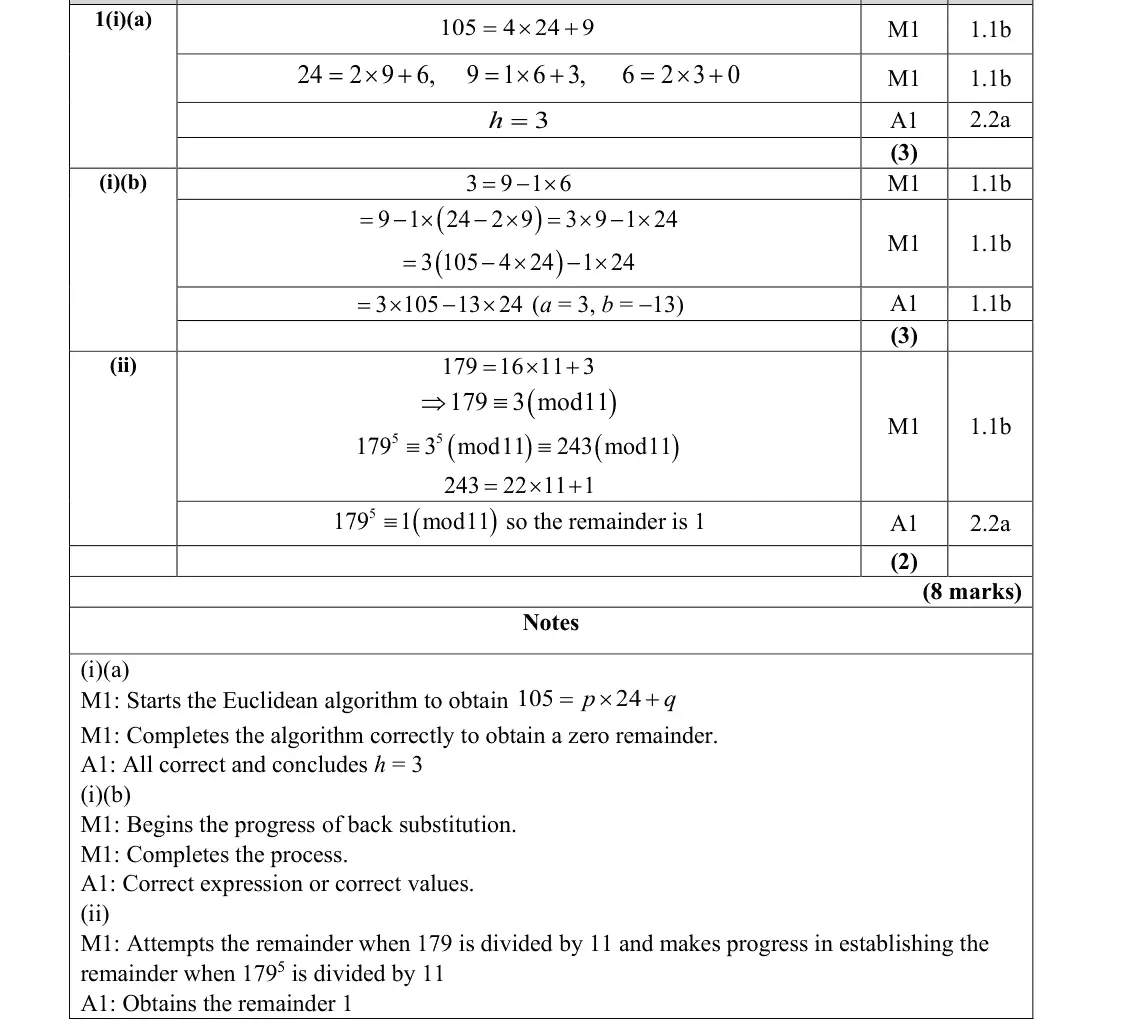 1(i)(a) 105 = 4×24+9 M1 1.1b
24 = 2×9+6, 9 = 1×6+3, 6 = 2×3+0 M1 1.1b
h = 3 A1 2.2a
(3)
(i)(b) 3 = 9−1×6 M1 1.1b
= 9−1×(24−2×9) = 3×9−1×24
= 3(105−4×24)−1×24 M1 1.1b
= 3×105−13×24 (a = 3, b = −13) A1 1.1b
(3)
(ii) 179 = 16×11+3
⇒ 179 ≡ 3(mod11)
179⁵ ≡ 3⁵(mod11) ≡ 243(mod11) M1 1.1b
243 = 22×11+1
179⁵ ≡ 1(mod11) so the remainder is 1 A1 2.2a
(2)
(8 marks)
Notes
(i)(a)
M1: Starts the Euclidean algorithm to obtain 105 = p×24+q
M1: Completes the algorithm correctly to obtain a zero remainder.
A1: All correct and concludes h = 3
(i)(b)
M1: Begins the progress of back substitution.
M1: Completes the process.
A1: Correct expression or correct values.
(ii)
M1: Attempts the remainder when 179 is divided by 11 and makes progress in establishing the
remainder when 179⁵ is divided by 11
A1: Obtains the remainder 1